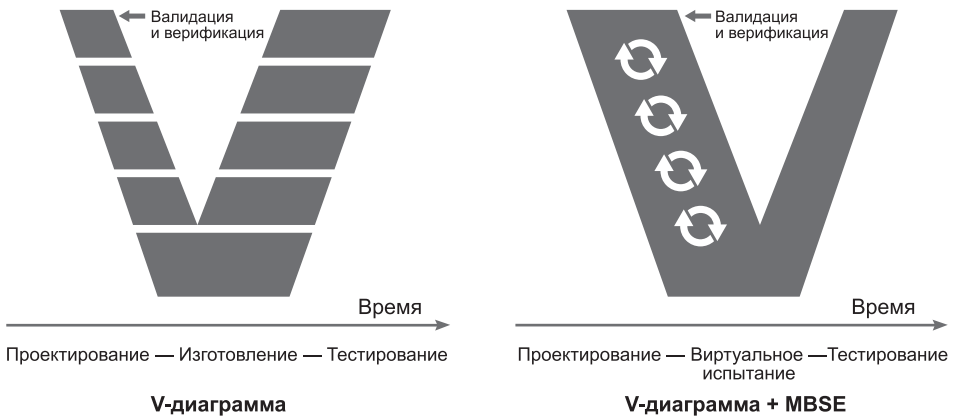 Валидация
и верификация
Время
Проектирование — Изготовление — Тестирование
V-диаграмма
Валидация
и верификация
Время
Проектирование — Виртуальное —Тестирование
испытание
V-диаграмма + MBSE